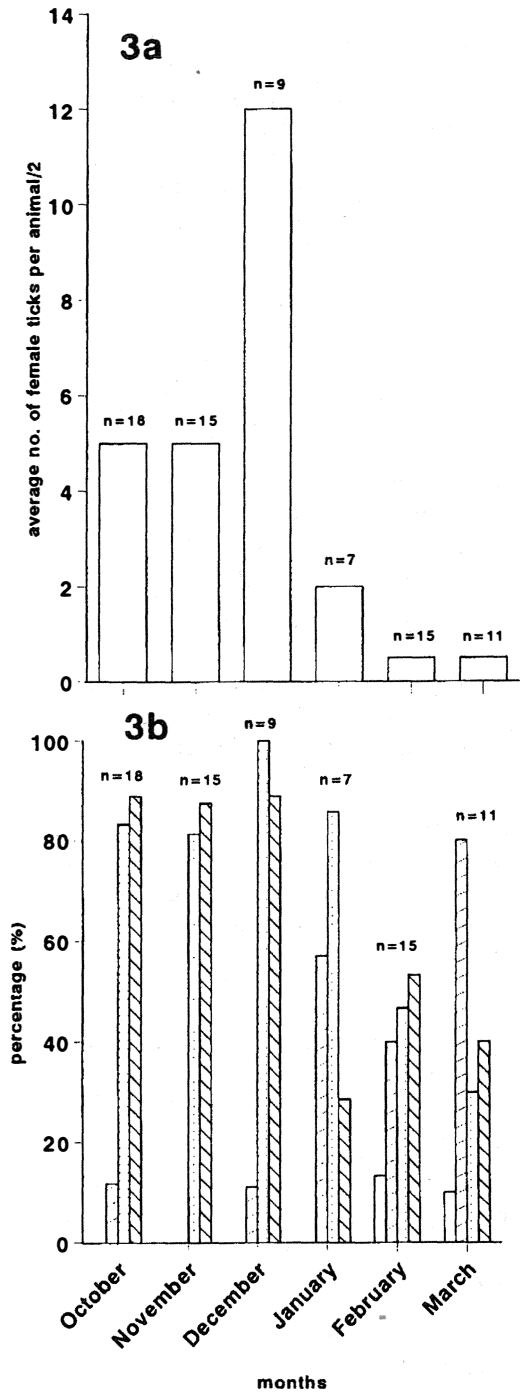 3a
average no. of female ticks per animal/2
14
12
10
8
6
4
2
0
n=18
n=15
n=9
n=7
n=15
n=11
3b
percentage (%)
100
80
60
40
20
0
n=18
n=15
n=9
n=7
n=15
n=11
October
November
December
January
February
March
months